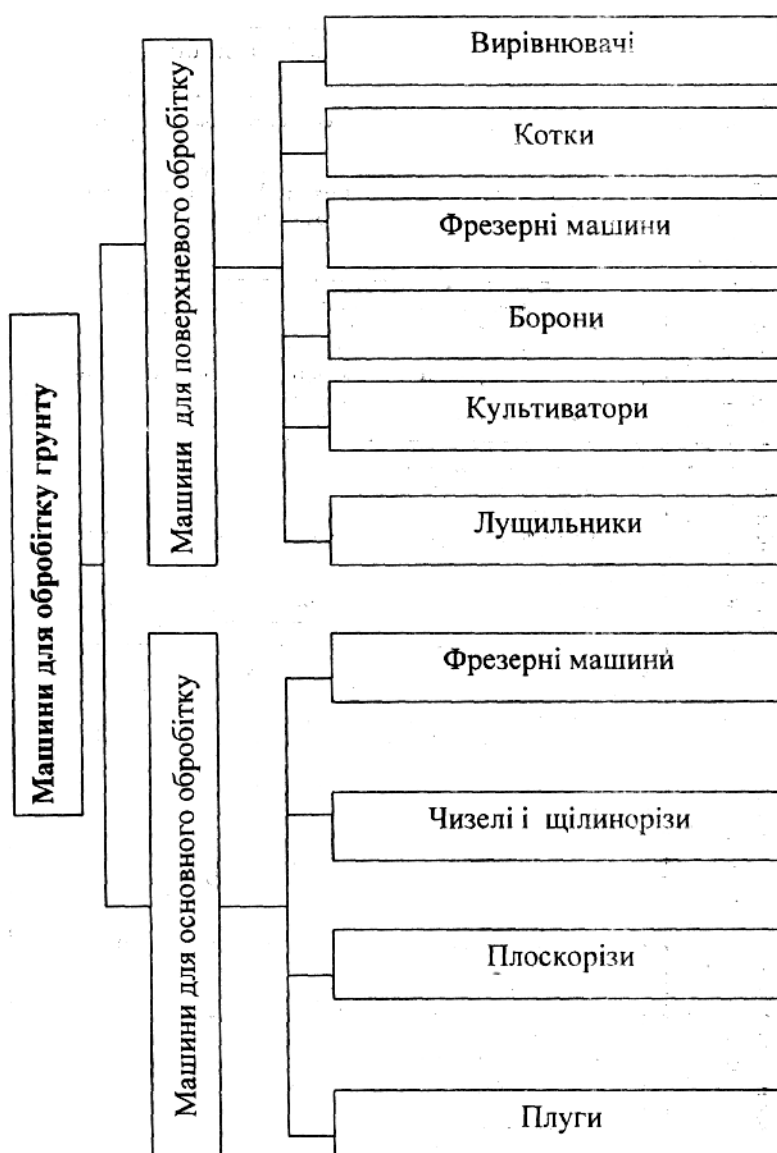 Машини для обробітку грунту
Машини для поверхневого обробітку
Вирівнювачі
Котки
Фрезерні машини
Борони
Культиватори
Лущильники
Машини для основного обробітку
Фрезерні машини
Чизелі і щілинорізи
Плоскорізи
Плуги